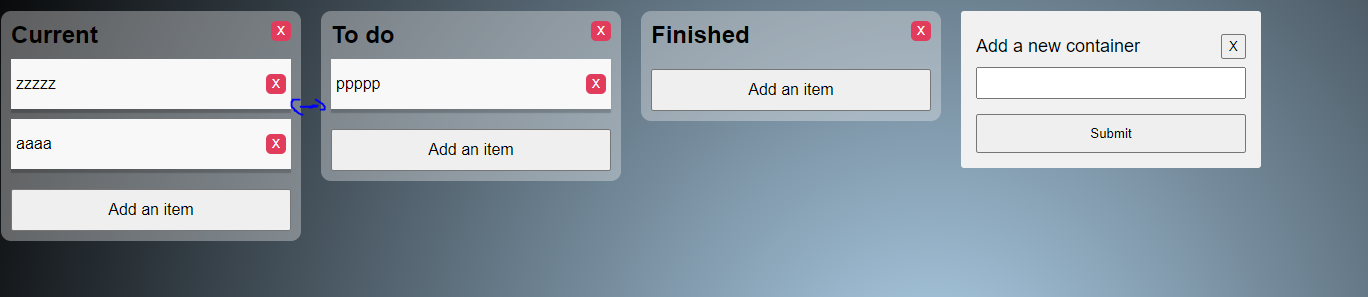 Current X
zzzzz X
aaaa X
Add an item
To do X
ppppp X
Add an item
Finished X
Add an item
Add a new container X
Submit